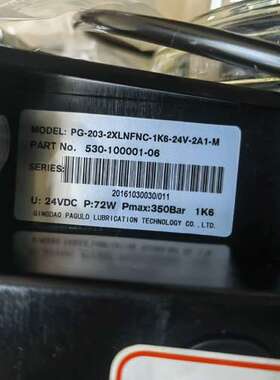 MODEL: PG-203-2XLNFNC-1K6-24V-2A1-M
PART No. 530-100001-06
SERIES:
20161030030/011
U: 24VDC P:72W Pmax:350Bar 1K6
QINGDAO PAGULO LUBRICATION TECHNOLOGY CO., LTD.